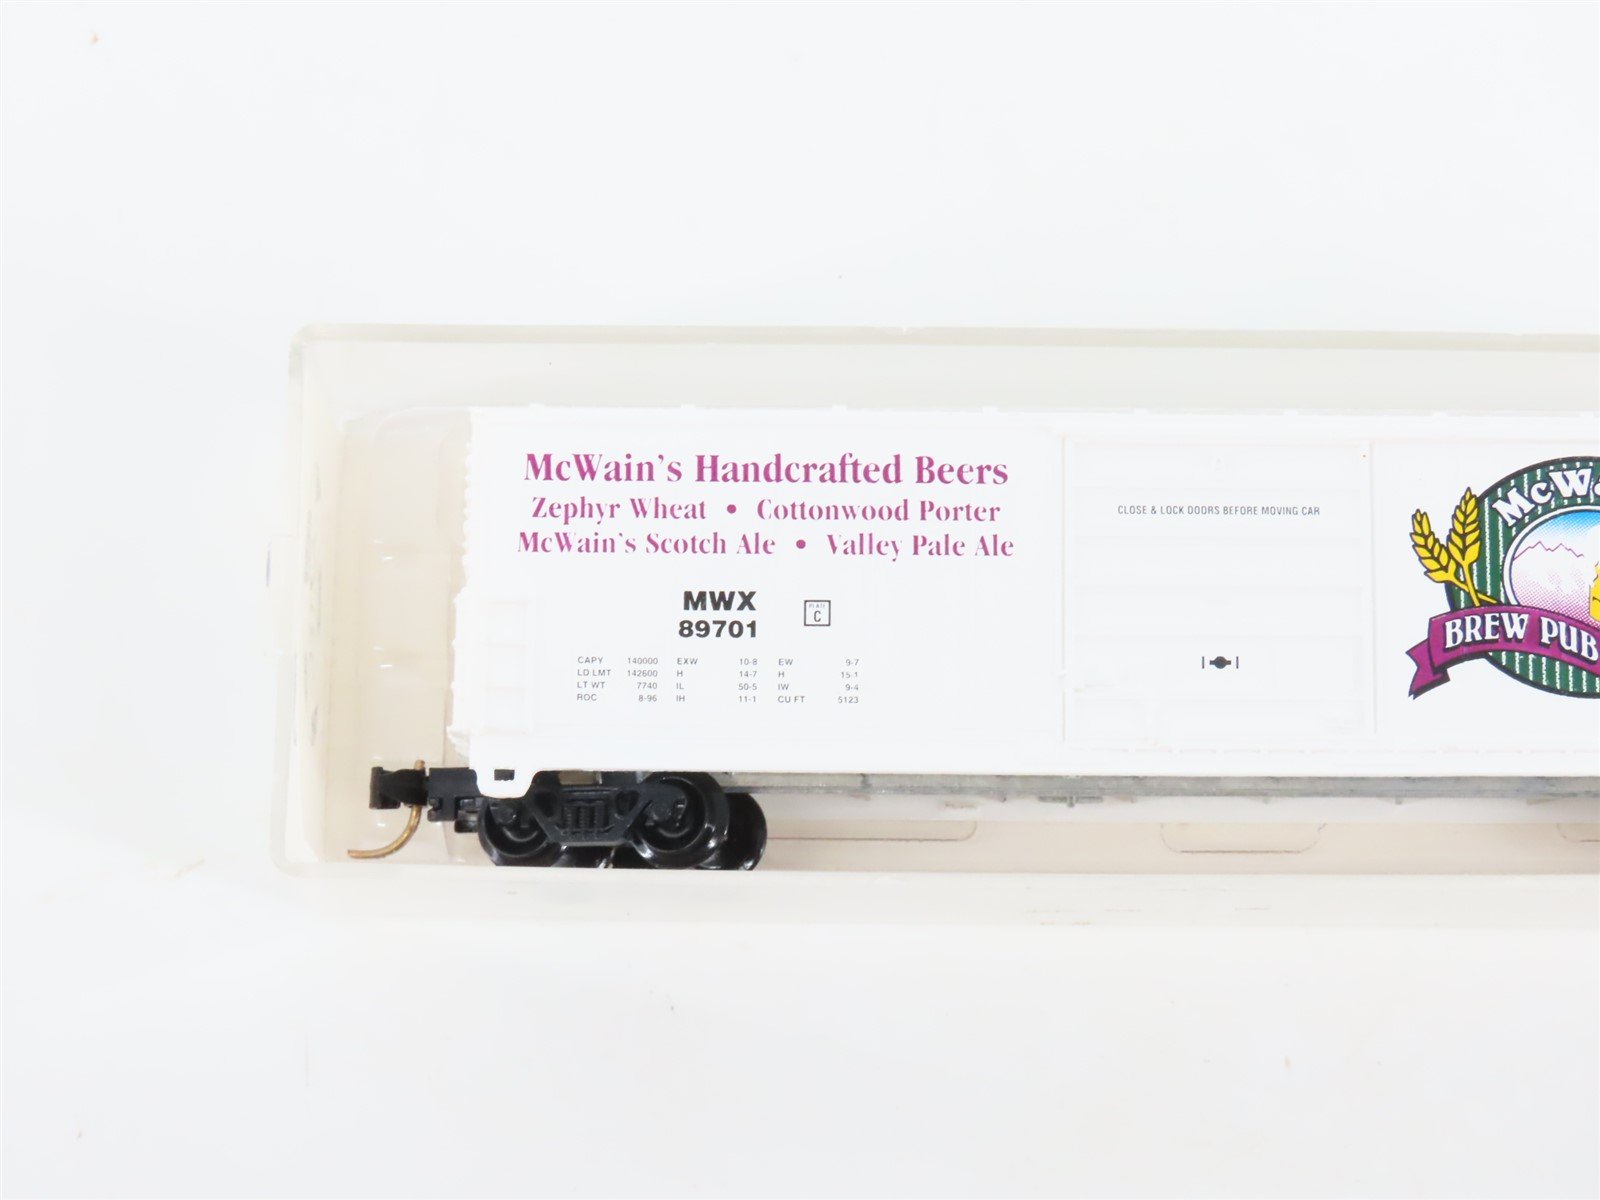 McWain's Handcrafted Beers
Zephyr Wheat • Cottonwood Porter
McWain's Scotch Ale • Valley Pale Ale
MWX
89701
PLATE
C
CAPY 140000 EXW 10-8 EW 9-7
LD LMT 142600 H 14-7 H 15-1
LT WT 7740 IL 50-5 IW 9-4
ROC 8-96 IH 11-1 CU FT 5123
CLOSE & LOCK DOORS BEFORE MOVING CAR
McW
BREW PUB